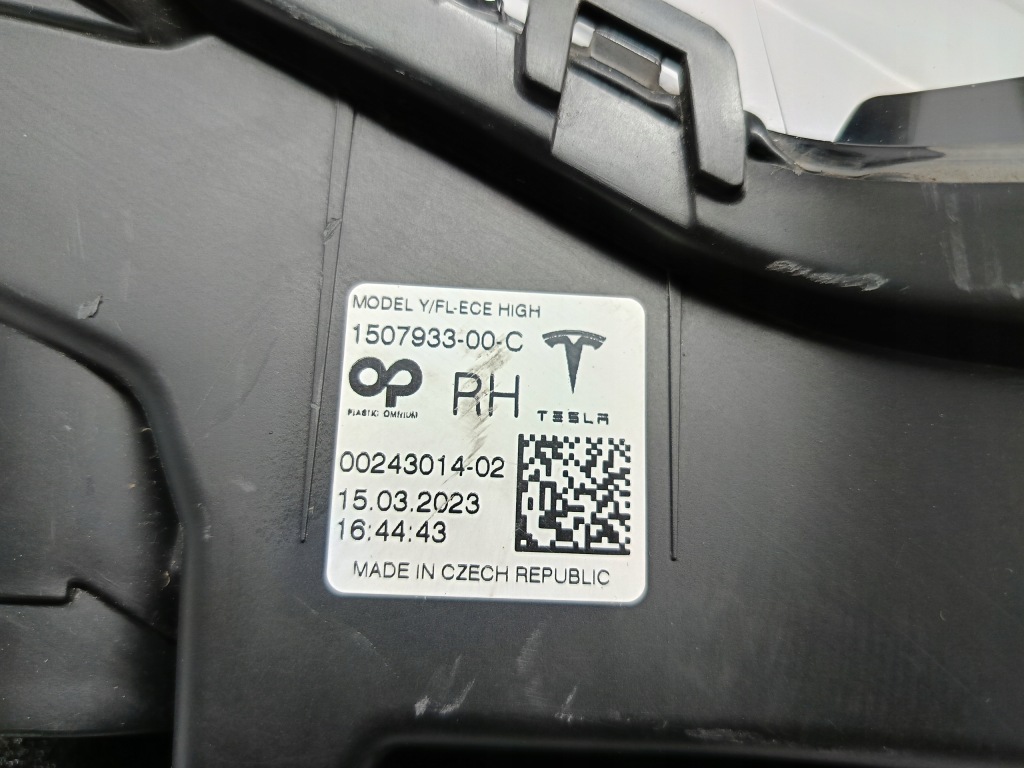 MODEL Y/FL-ECE HIGH
1507933-00-C
OP
PLASTIC OMNIUM
RH
TESLA
00243014-02
15.03.2023
16:44:43
MADE IN CZECH REPUBLIC